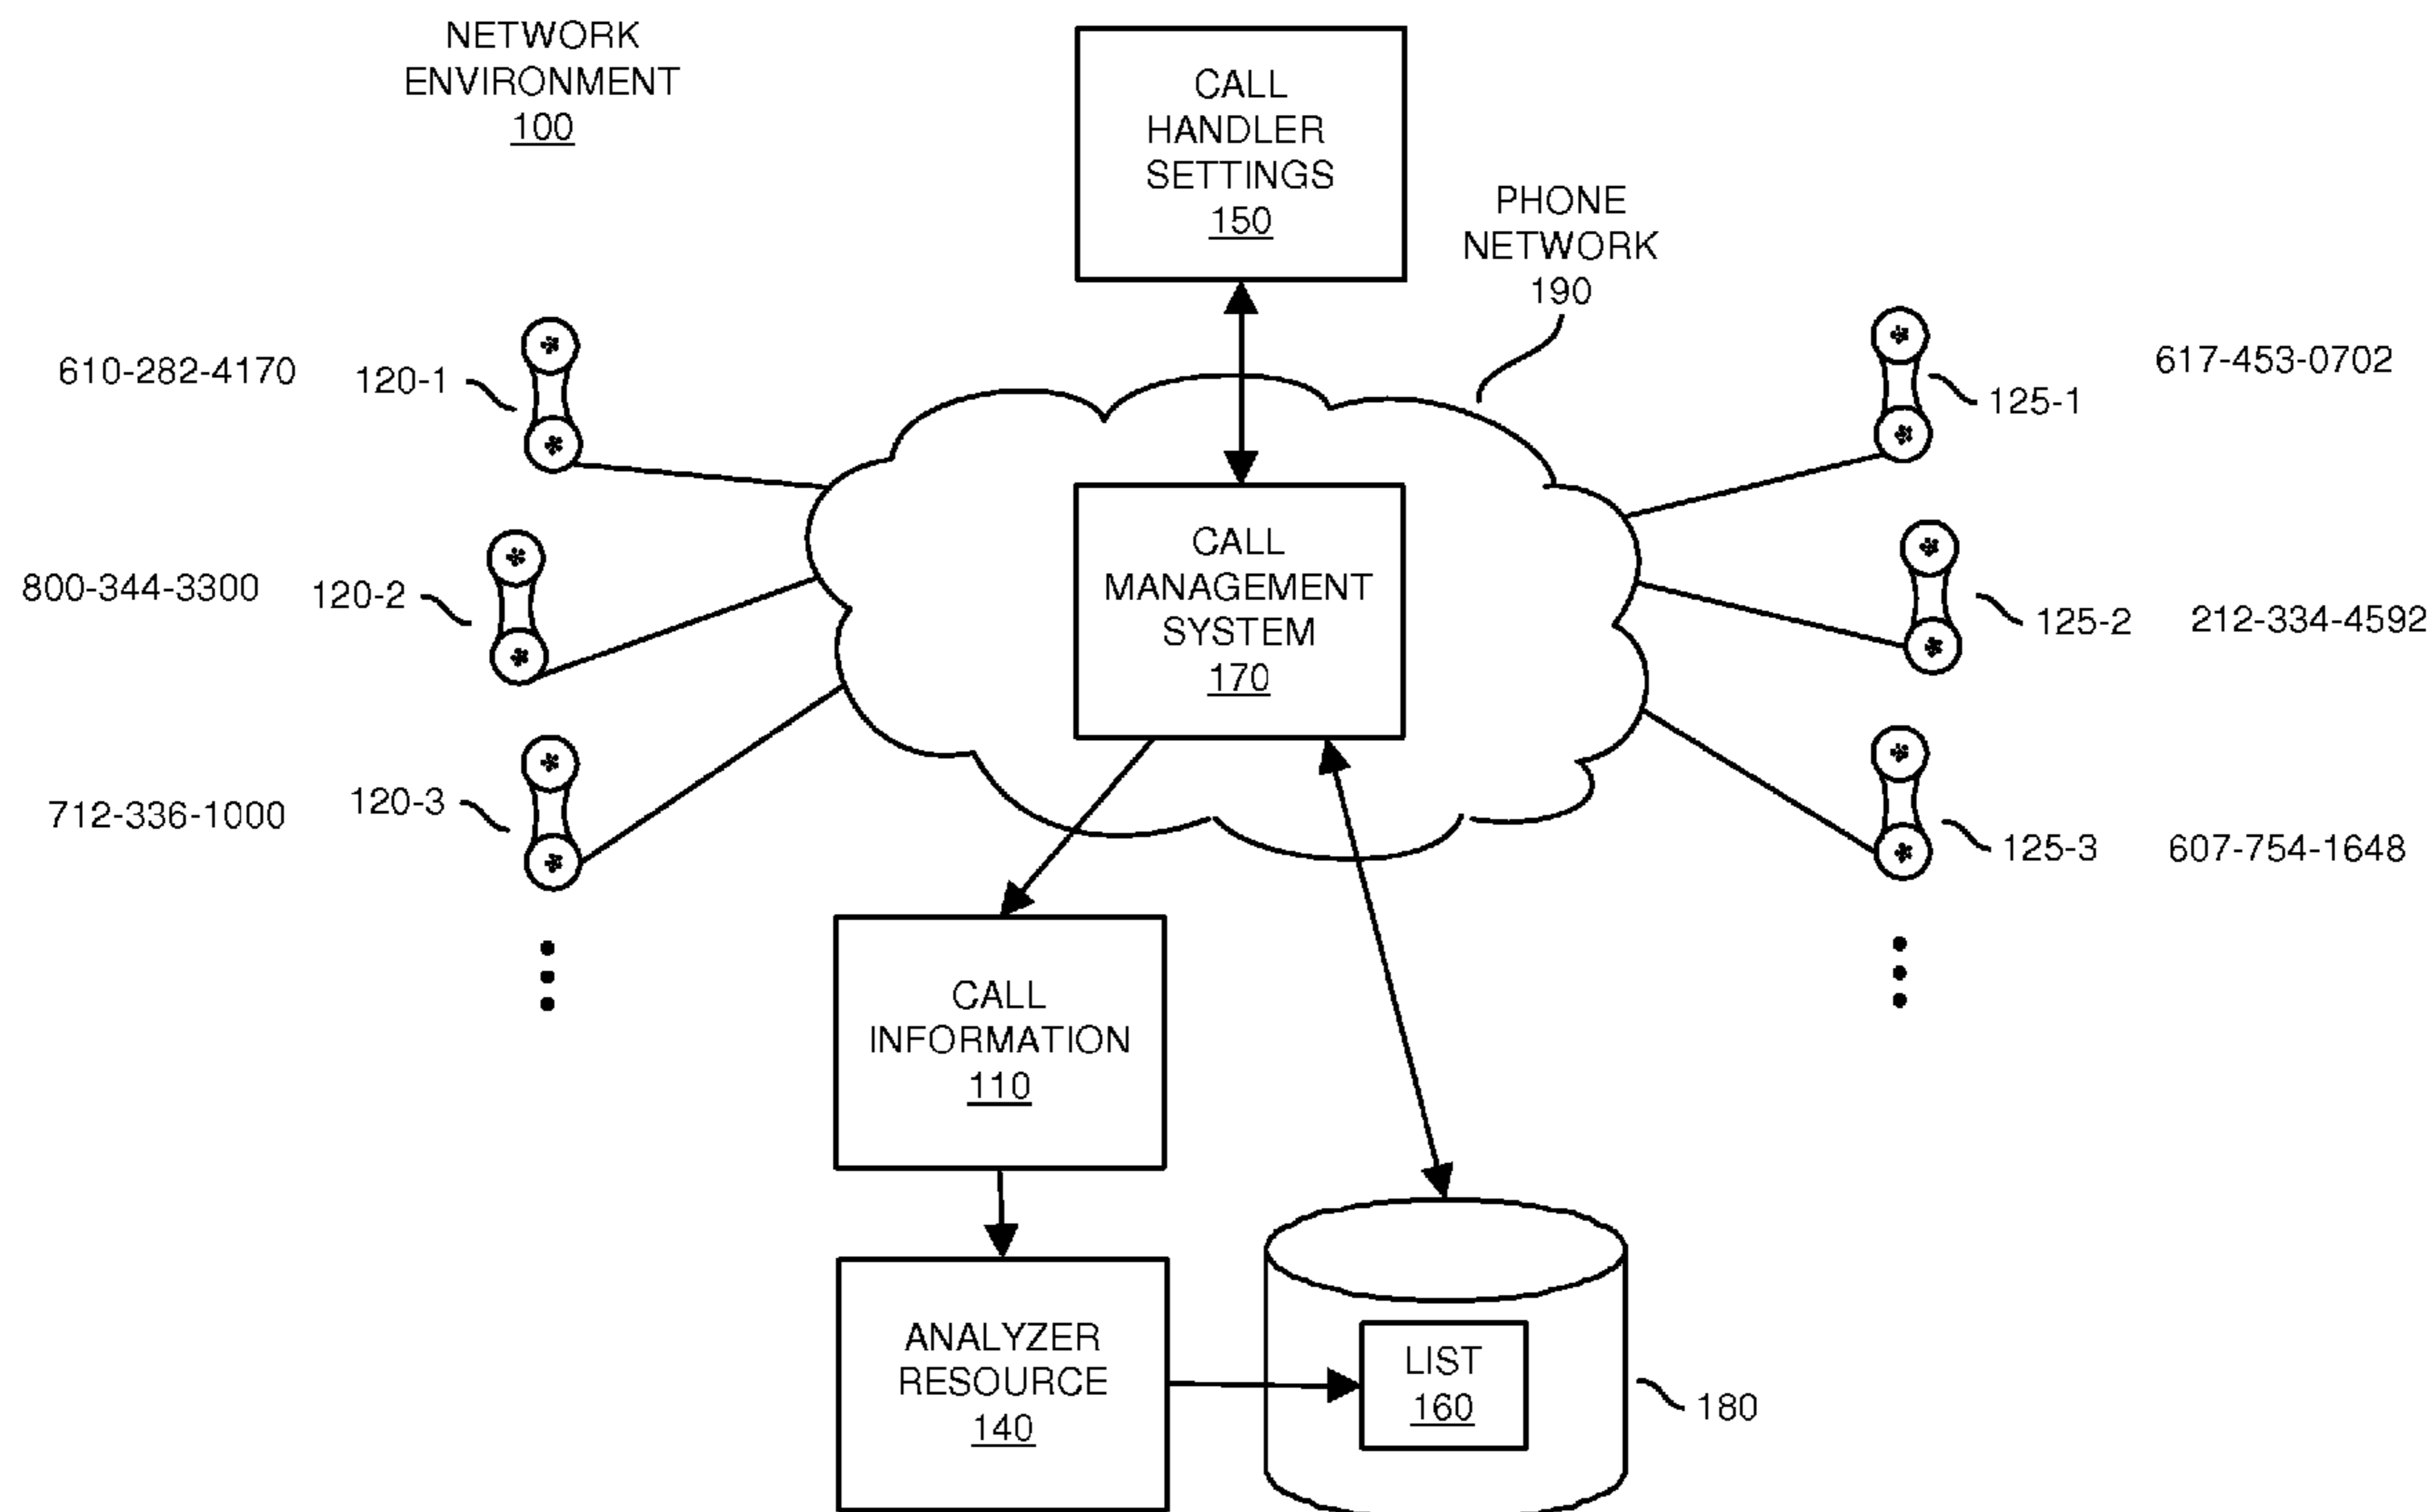 NETWORK
ENVIRONMENT
100
CALL
HANDLER
SETTINGS
150
PHONE
NETWORK
190
610-282-4170
120-1
617-453-0702
125-1
800-344-3300
120-2
CALL
MANAGEMENT
SYSTEM
170
125-2
212-334-4592
712-336-1000
120-3
125-3
607-754-1648
CALL
INFORMATION
110
ANALYZER
RESOURCE
140
LIST
160
180